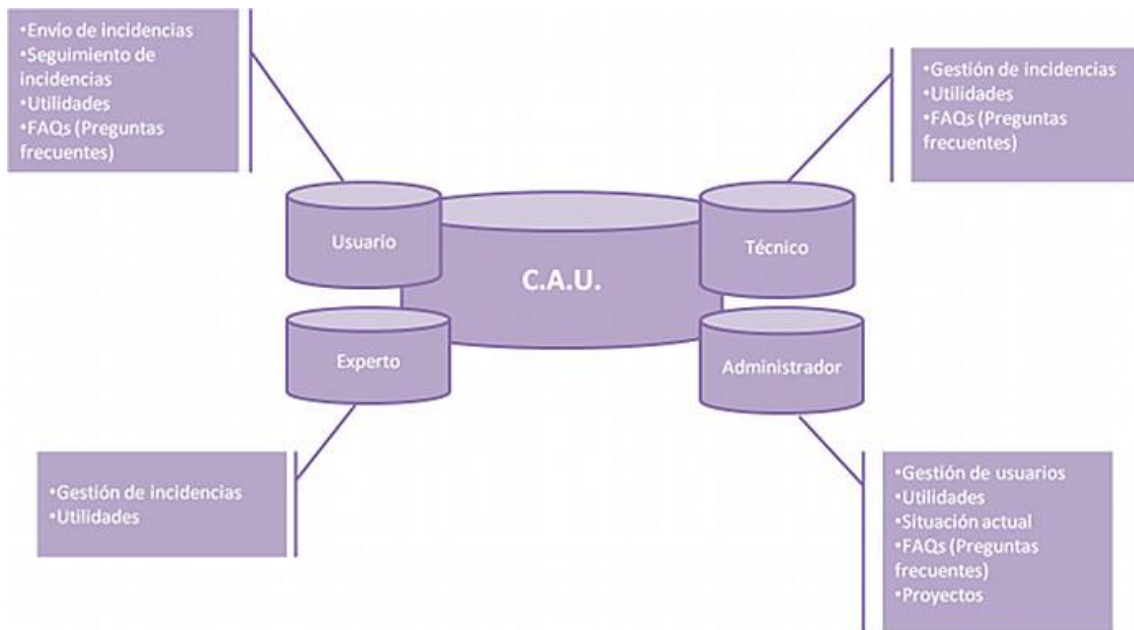 •Envío de incidencias
•Seguimiento de
incidencias
•Utilidades
•FAQs (Preguntas
frecuentes)
•Gestión de incidencias
•Utilidades
•FAQs (Preguntas
frecuentes)
Usuario
Técnico
C.A.U.
Experto
Administrador
•Gestión de incidencias
•Utilidades
•Gestión de usuarios
•Utilidades
•Situación actual
•FAQs (Preguntas
frecuentes)
•Proyectos